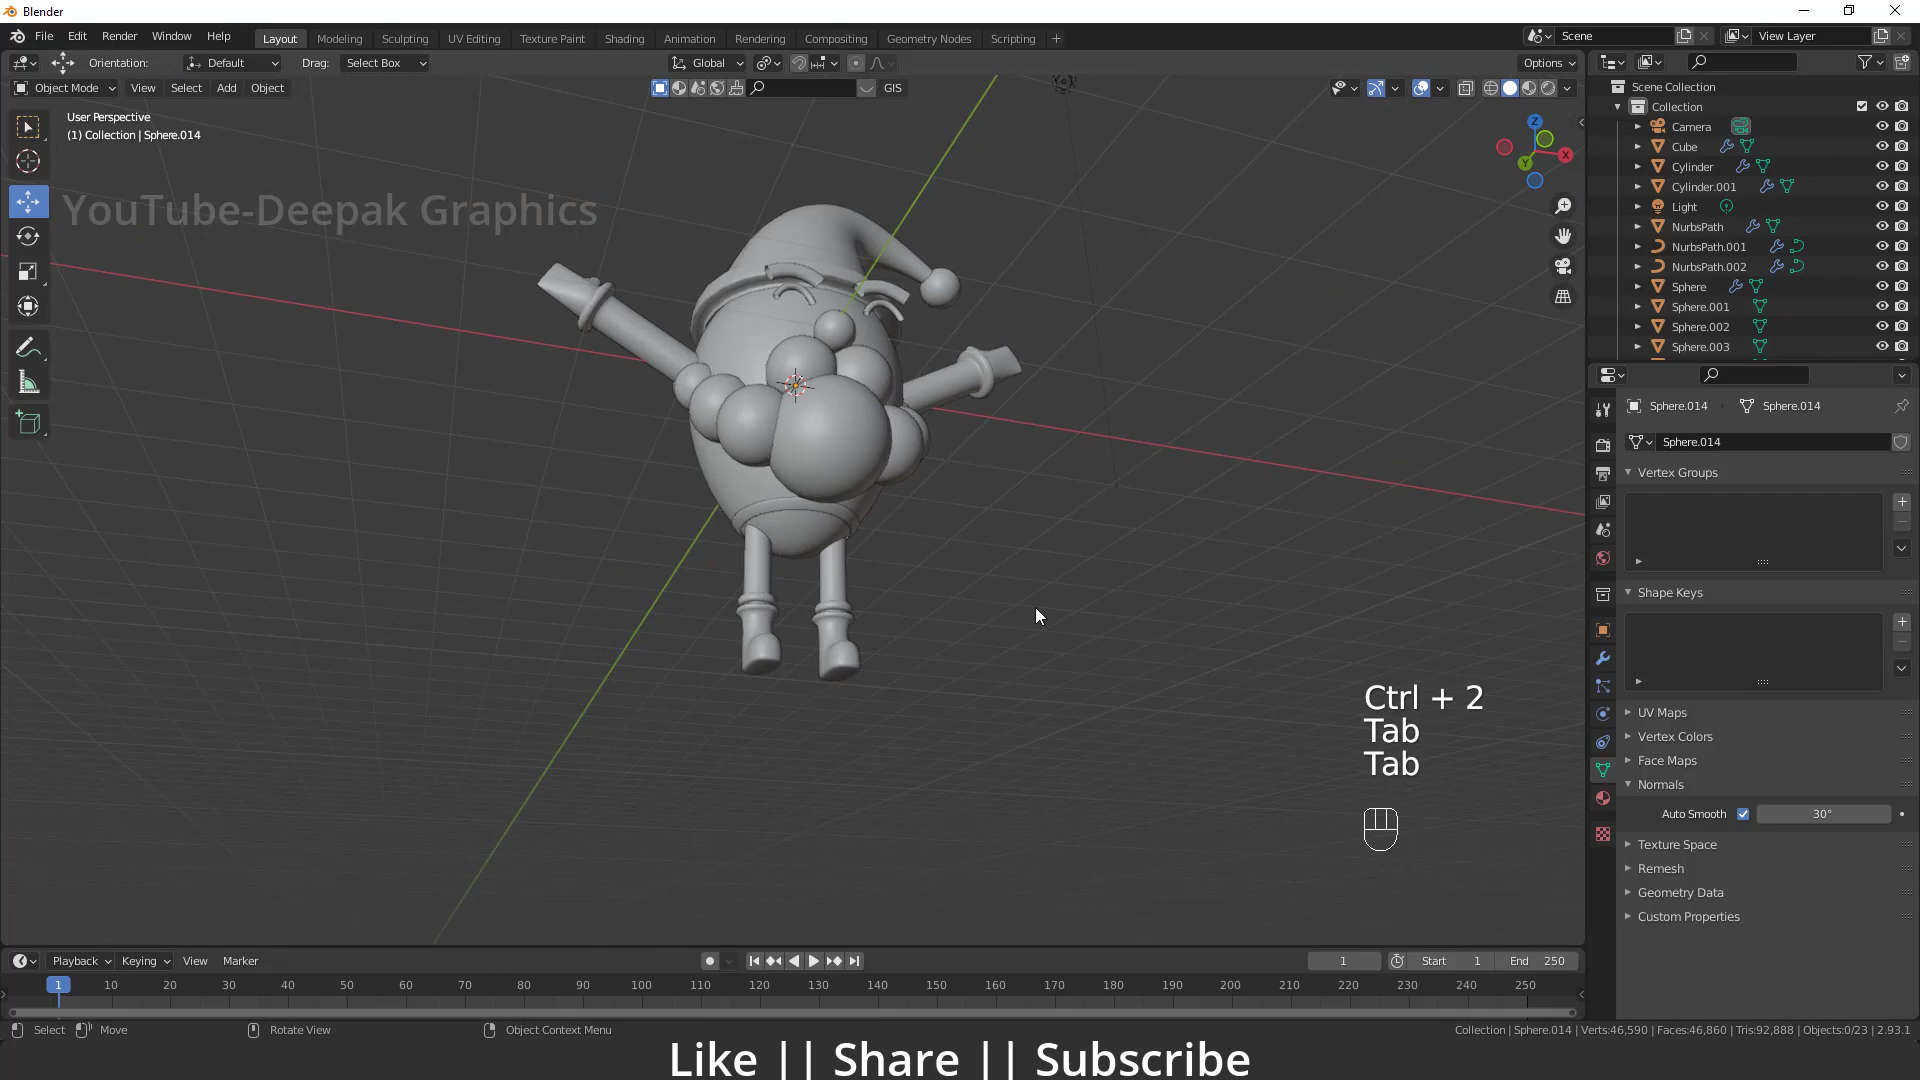 Blender
File Edit Render Window Help Layout Modeling Sculpting UV Editing Texture Paint Shading Animation Rendering Compositing Geometry Nodes Scripting + Scene View Layer
Orientation: Default Drag: Select Box Global Options
Object Mode View Select Add Object GIS
User Perspective
(1) Collection | Sphere.014
YouTube-Deepak Graphics
Z
X
Y
Scene Collection
Collection
Camera
Cube
Cylinder
Cylinder.001
Light
NurbsPath
NurbsPath.001
NurbsPath.002
Sphere
Sphere.001
Sphere.002
Sphere.003
Sphere.014 Sphere.014
Sphere.014
Vertex Groups
Shape Keys
UV Maps
Vertex Colors
Face Maps
Normals
Auto Smooth 30°
Texture Space
Remesh
Geometry Data
Custom Properties
Ctrl + 2
Tab
Tab
Playback Keying View Marker 1 Start 1 End 250
1 10 20 30 40 50 60 70 80 90 100 110 120 130 140 150 160 170 180 190 200 210 220 230 240 250
Select Move Rotate View Object Context Menu Collection | Sphere.014 | Verts:46,590 | Faces:46,860 | Tris:92,888 | Objects:0/23 | 2.93.1
Like || Share || Subscribe